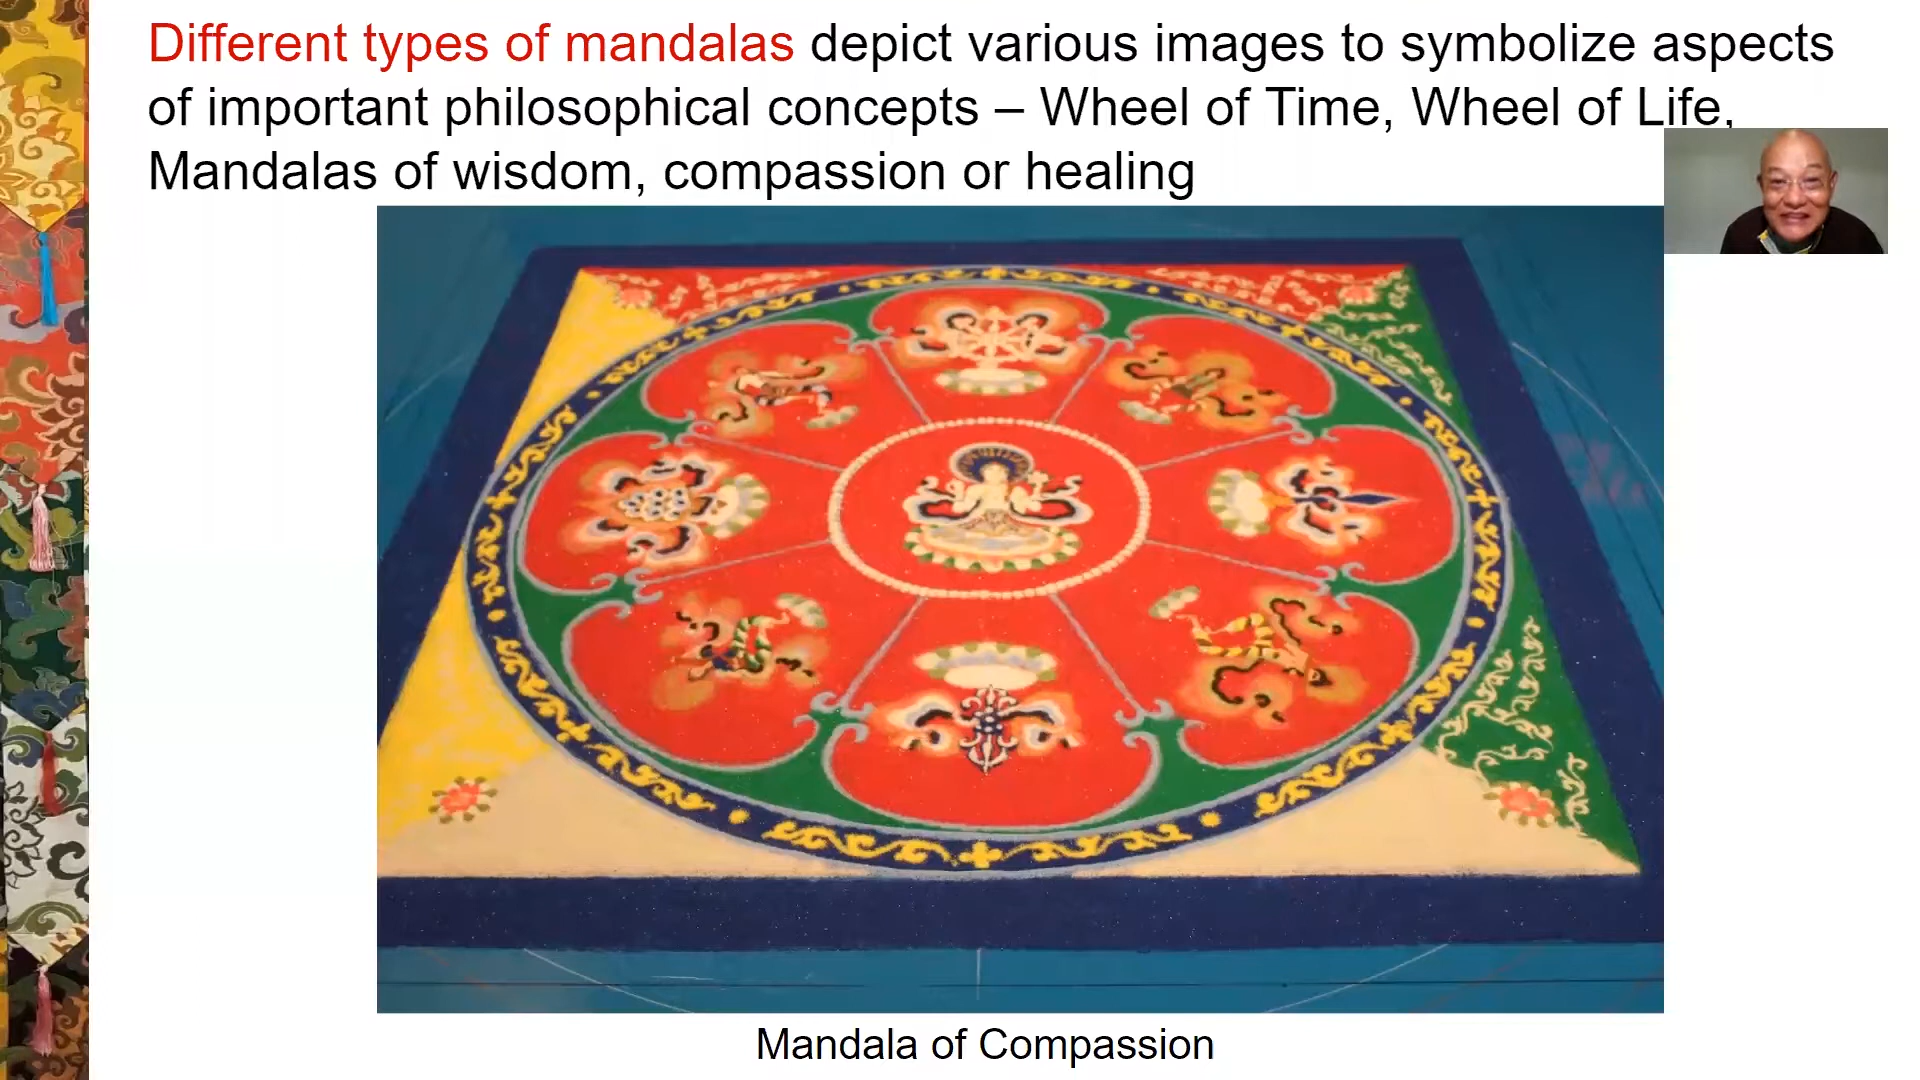 Different types of mandalas depict various images to symbolize aspects
of important philosophical concepts – Wheel of Time, Wheel of Life,
Mandalas of wisdom, compassion or healing
Mandala of Compassion